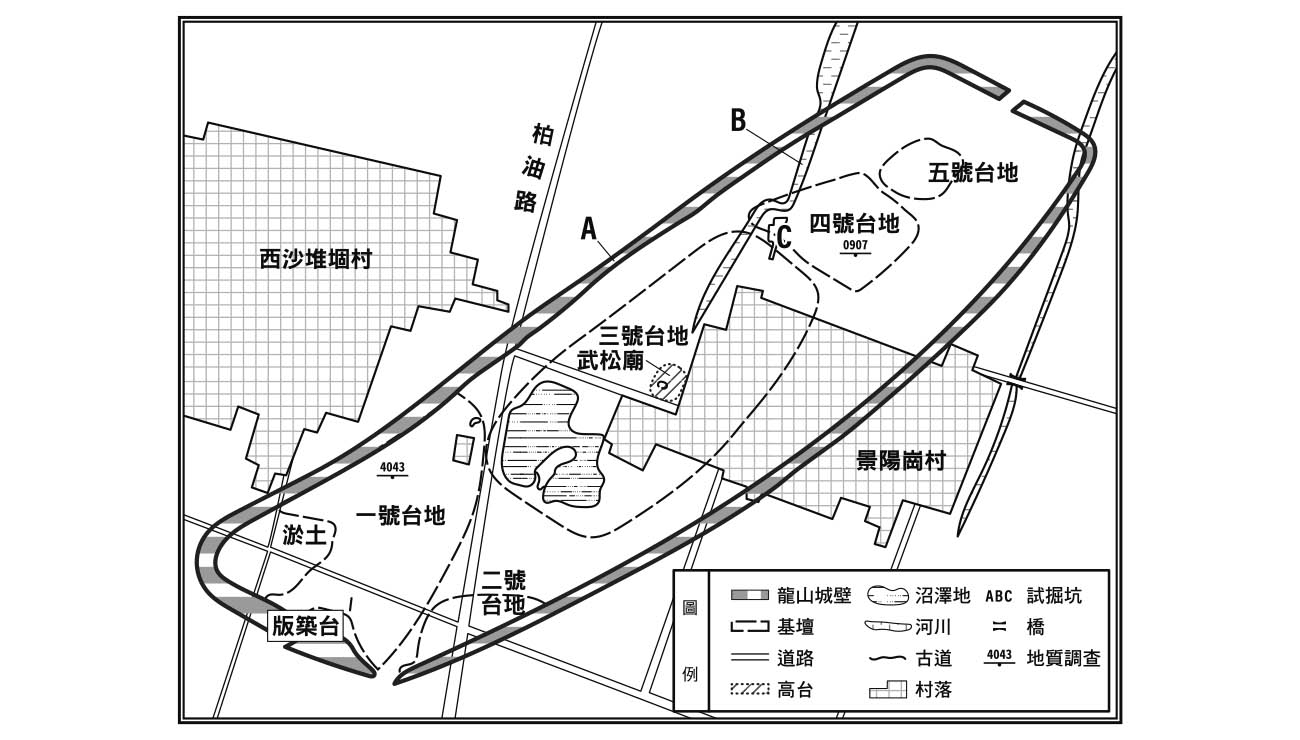 柏油路
B
A
五號台地
四號台地
0907
C
西沙堆堌村
三號台地
武松廟
4043
一號台地
景陽崗村
淤土
二號
台地
版築台
圖例
龍山城壁
沼澤地
ABC 試掘坑
基壇
河川
橋
道路
古道
4043 地質調查
高台
村落